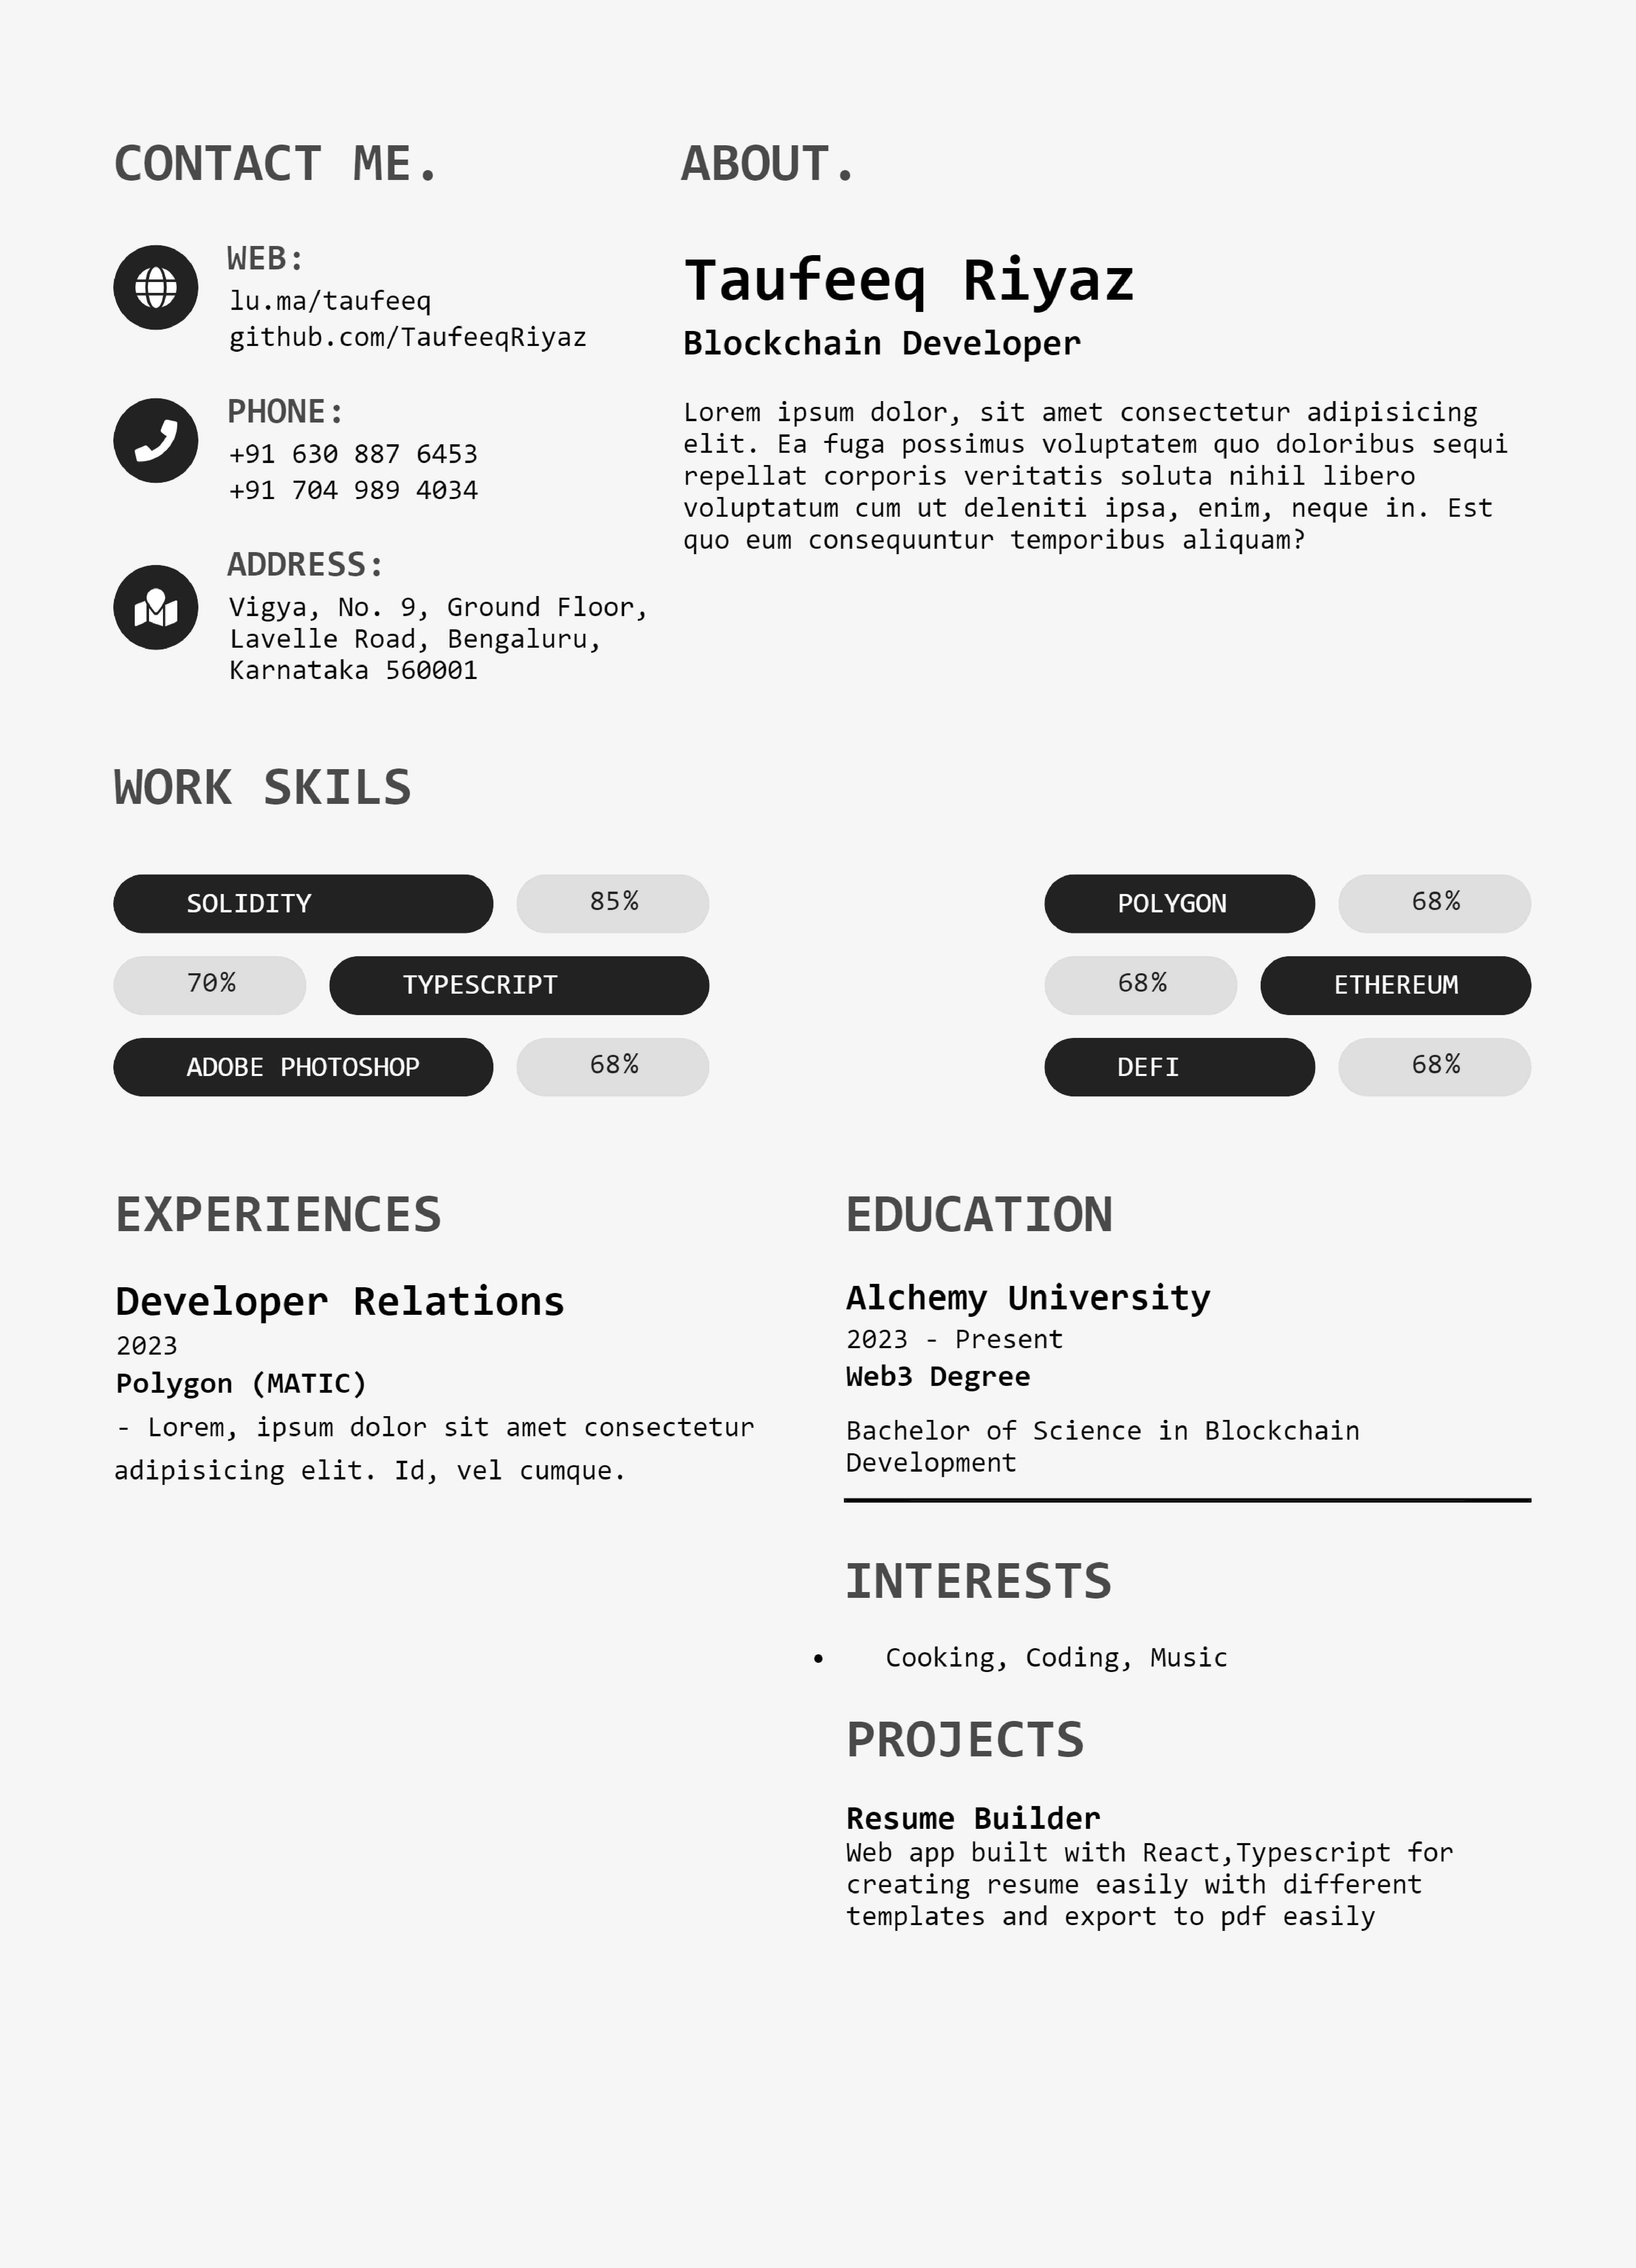 CONTACT ME.
WEB:
lu.ma/taufeeq
github.com/TaufeeqRiyaz
PHONE:
+91 630 887 6453
+91 704 989 4034
ADDRESS:
Vigya, No. 9, Ground Floor,
Lavelle Road, Bengaluru,
Karnataka 560001
ABOUT.
Taufeeq Riyaz
Blockchain Developer
Lorem ipsum dolor, sit amet consectetur adipisicing
elit. Ea fuga possimus voluptatem quo doloribus sequi
repellat corporis veritatis soluta nihil libero
voluptatum cum ut deleniti ipsa, enim, neque in. Est
quo eum consequuntur temporibus aliquam?
WORK SKILS
SOLIDITY 85%
70% TYPESCRIPT
ADOBE PHOTOSHOP 68%
POLYGON 68%
68% ETHEREUM
DEFI 68%
EXPERIENCES
Developer Relations
2023
Polygon (MATIC)
- Lorem, ipsum dolor sit amet consectetur
adipisicing elit. Id, vel cumque.
EDUCATION
Alchemy University
2023 - Present
Web3 Degree
Bachelor of Science in Blockchain
Development
INTERESTS
• Cooking, Coding, Music
PROJECTS
Resume Builder
Web app built with React,Typescript for
creating resume easily with different
templates and export to pdf easily